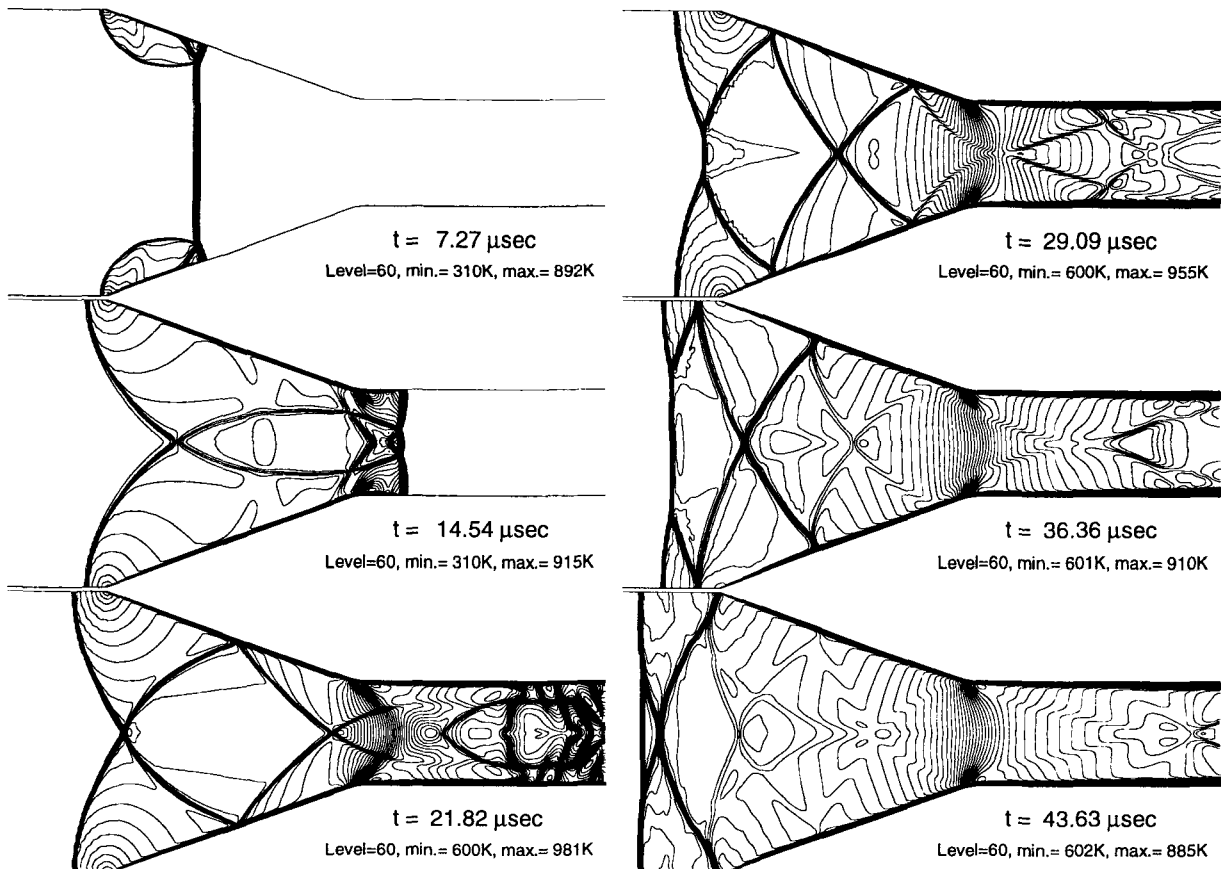 t = 7.27 μsec
Level=60, min.= 310K, max.= 892K
t = 14.54 μsec
Level=60, min.= 310K, max.= 915K
t = 21.82 μsec
Level=60, min.= 600K, max.= 981K
t = 29.09 μsec
Level=60, min.= 600K, max.= 955K
t = 36.36 μsec
Level=60, min.= 601K, max.= 910K
t = 43.63 μsec
Level=60, min.= 602K, max.= 885K